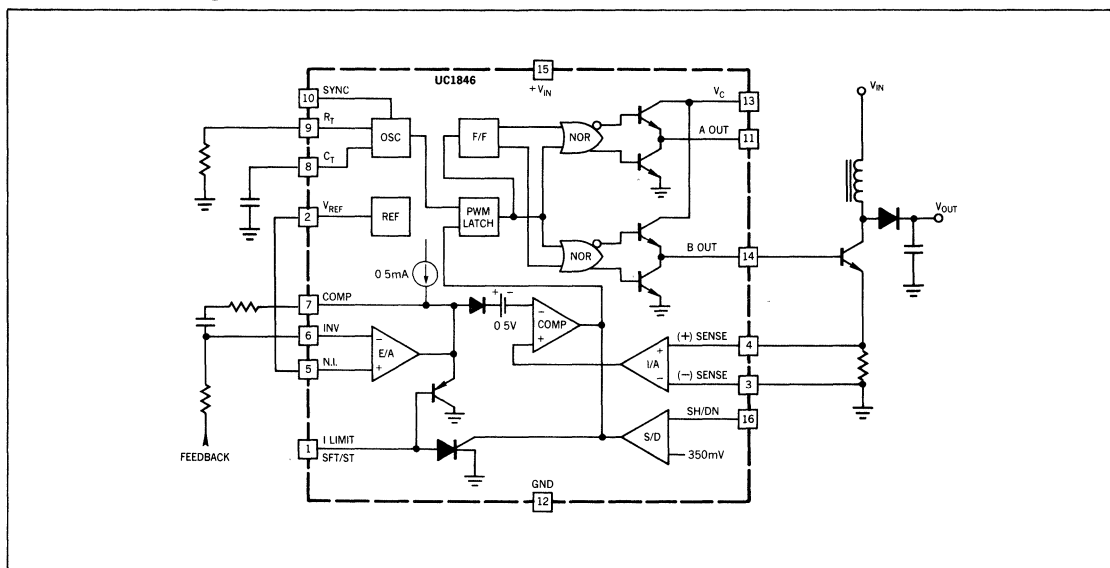 UC1846
15
+ VIN
10 SYNC
9 RT
8 CT
2 VREF
7 COMP
6 INV
5 N.I.
1 I LIMIT
SFT/ST
FEEDBACK
OSC
REF
F/F
PWM
LATCH
NOR
NOR
0 5mA
+ −
0 5V
−
COMP
+
−
E/A
+
+
I/A
−
S/D
350mV
VC 13
A OUT 11
B OUT 14
(+) SENSE 4
(−) SENSE 3
SH/DN 16
GND
12
VIN
VOUT